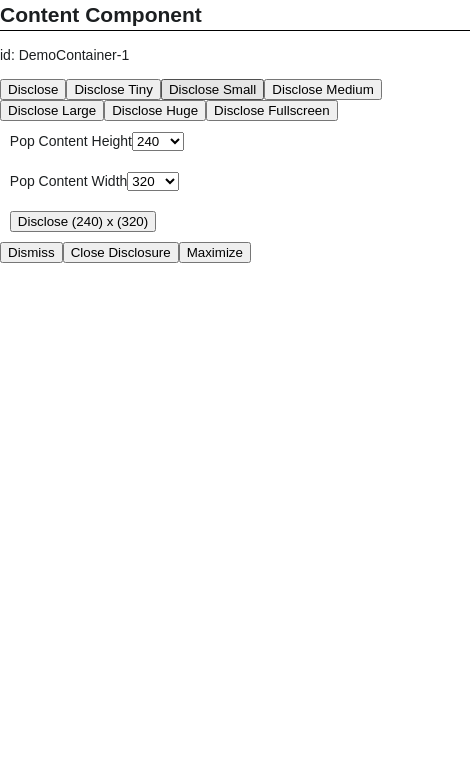 Content Component
id: DemoContainer-1
Disclose Disclose Tiny Disclose Small Disclose Medium
Disclose Large Disclose Huge Disclose Fullscreen
Pop Content Height 240
Pop Content Width 320
Disclose (240) x (320)
Dismiss Close Disclosure Maximize